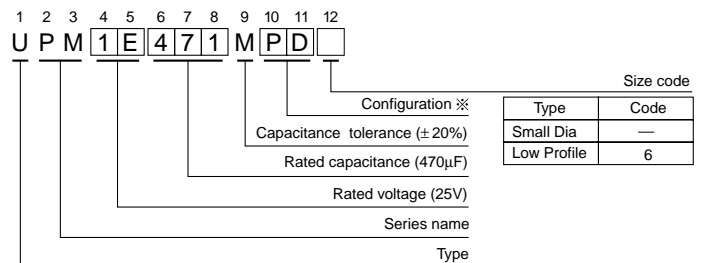 1 2 3 4 5 6 7 8 9 10 11 12
U P M 1 E 4 7 1 M P D
Size code
Configuration ※
Type Code
Capacitance tolerance (±20%)
Small Dia —
Rated capacitance (470µF)
Low Profile 6
Rated voltage (25V)
Series name
Type